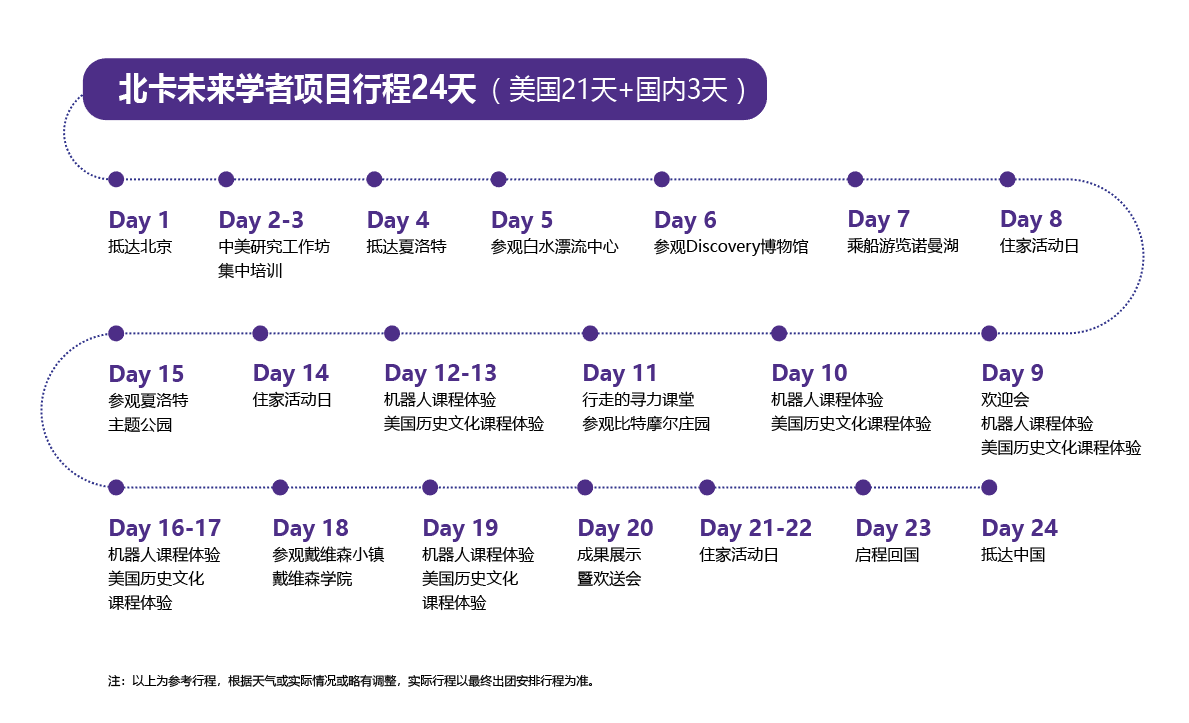 北卡未来学者项目行程24天（美国21天+国内3天）
Day 1
抵达北京
Day 2-3
中美研究工作坊
集中培训
Day 4
抵达夏洛特
Day 5
参观白水漂流中心
Day 6
参观Discovery博物馆
Day 7
乘船游览诺曼湖
Day 8
住家活动日
Day 9
欢迎会
机器人课程体验
美国历史文化课程体验
Day 10
机器人课程体验
美国历史文化课程体验
Day 11
行走的寻力课堂
参观比特摩尔庄园
Day 12-13
机器人课程体验
美国历史文化课程体验
Day 14
住家活动日
Day 15
参观夏洛特
主题公园
Day 16-17
机器人课程体验
美国历史文化
课程体验
Day 18
参观戴维森小镇
戴维森学院
Day 19
机器人课程体验
美国历史文化
课程体验
Day 20
成果展示
暨欢送会
Day 21-22
住家活动日
Day 23
启程回国
Day 24
抵达中国
注：以上为参考行程，根据天气或实际情况或略有调整，实际行程以最终出团安排行程为准。